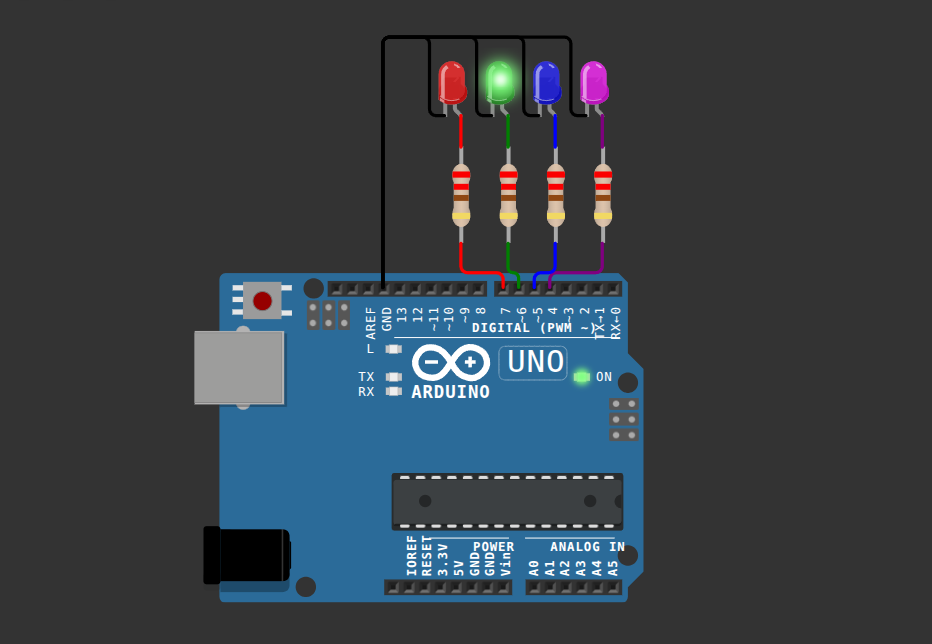 AREF
GND
13
12
~11
~10
~9
8
7
~6
~5
4
~3
2
TX→1
RX←0
DIGITAL (PWM ~)
L
TX
RX
UNO
ARDUINO
ON
IOREF
RESET
3.3V
5V
GND
GND
Vin
POWER
ANALOG IN
A0
A1
A2
A3
A4
A5